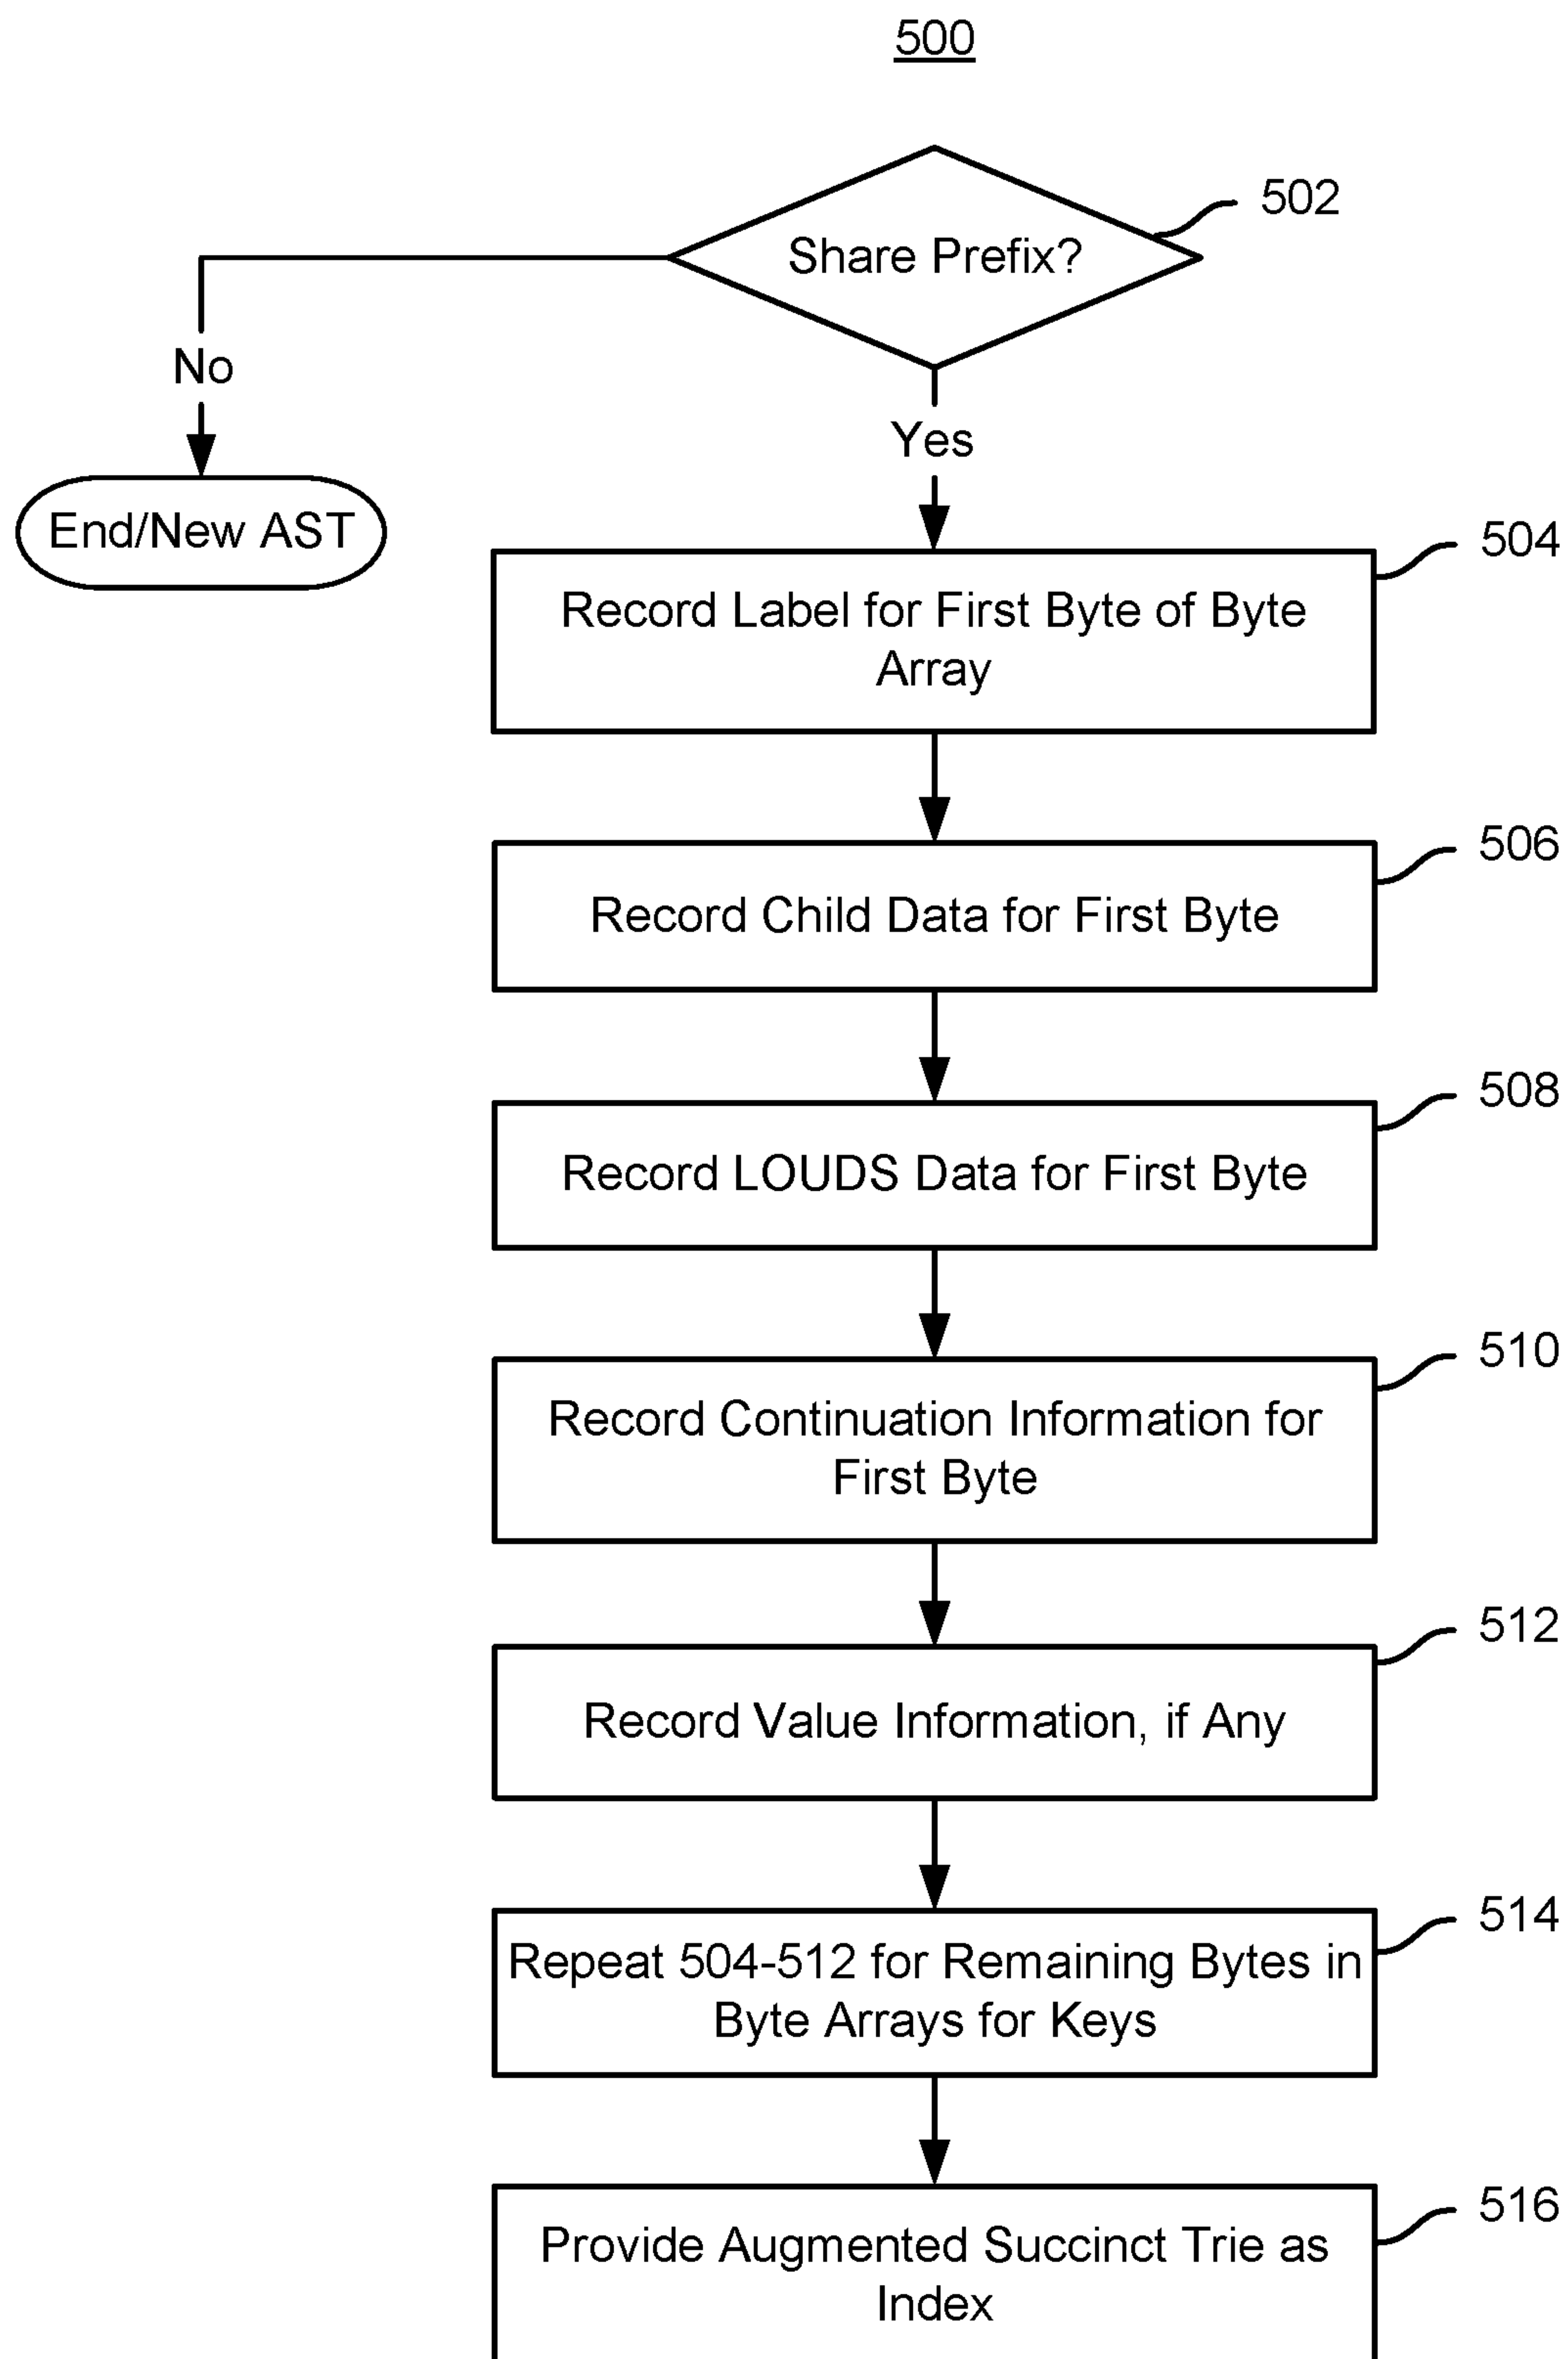 500
502
Share Prefix?
No
Yes
End/New AST
504
Record Label for First Byte of Byte
Array
506
Record Child Data for First Byte
508
Record LOUDS Data for First Byte
510
Record Continuation Information for
First Byte
512
Record Value Information, if Any
514
Repeat 504-512 for Remaining Bytes in
Byte Arrays for Keys
516
Provide Augmented Succinct Trie as
Index